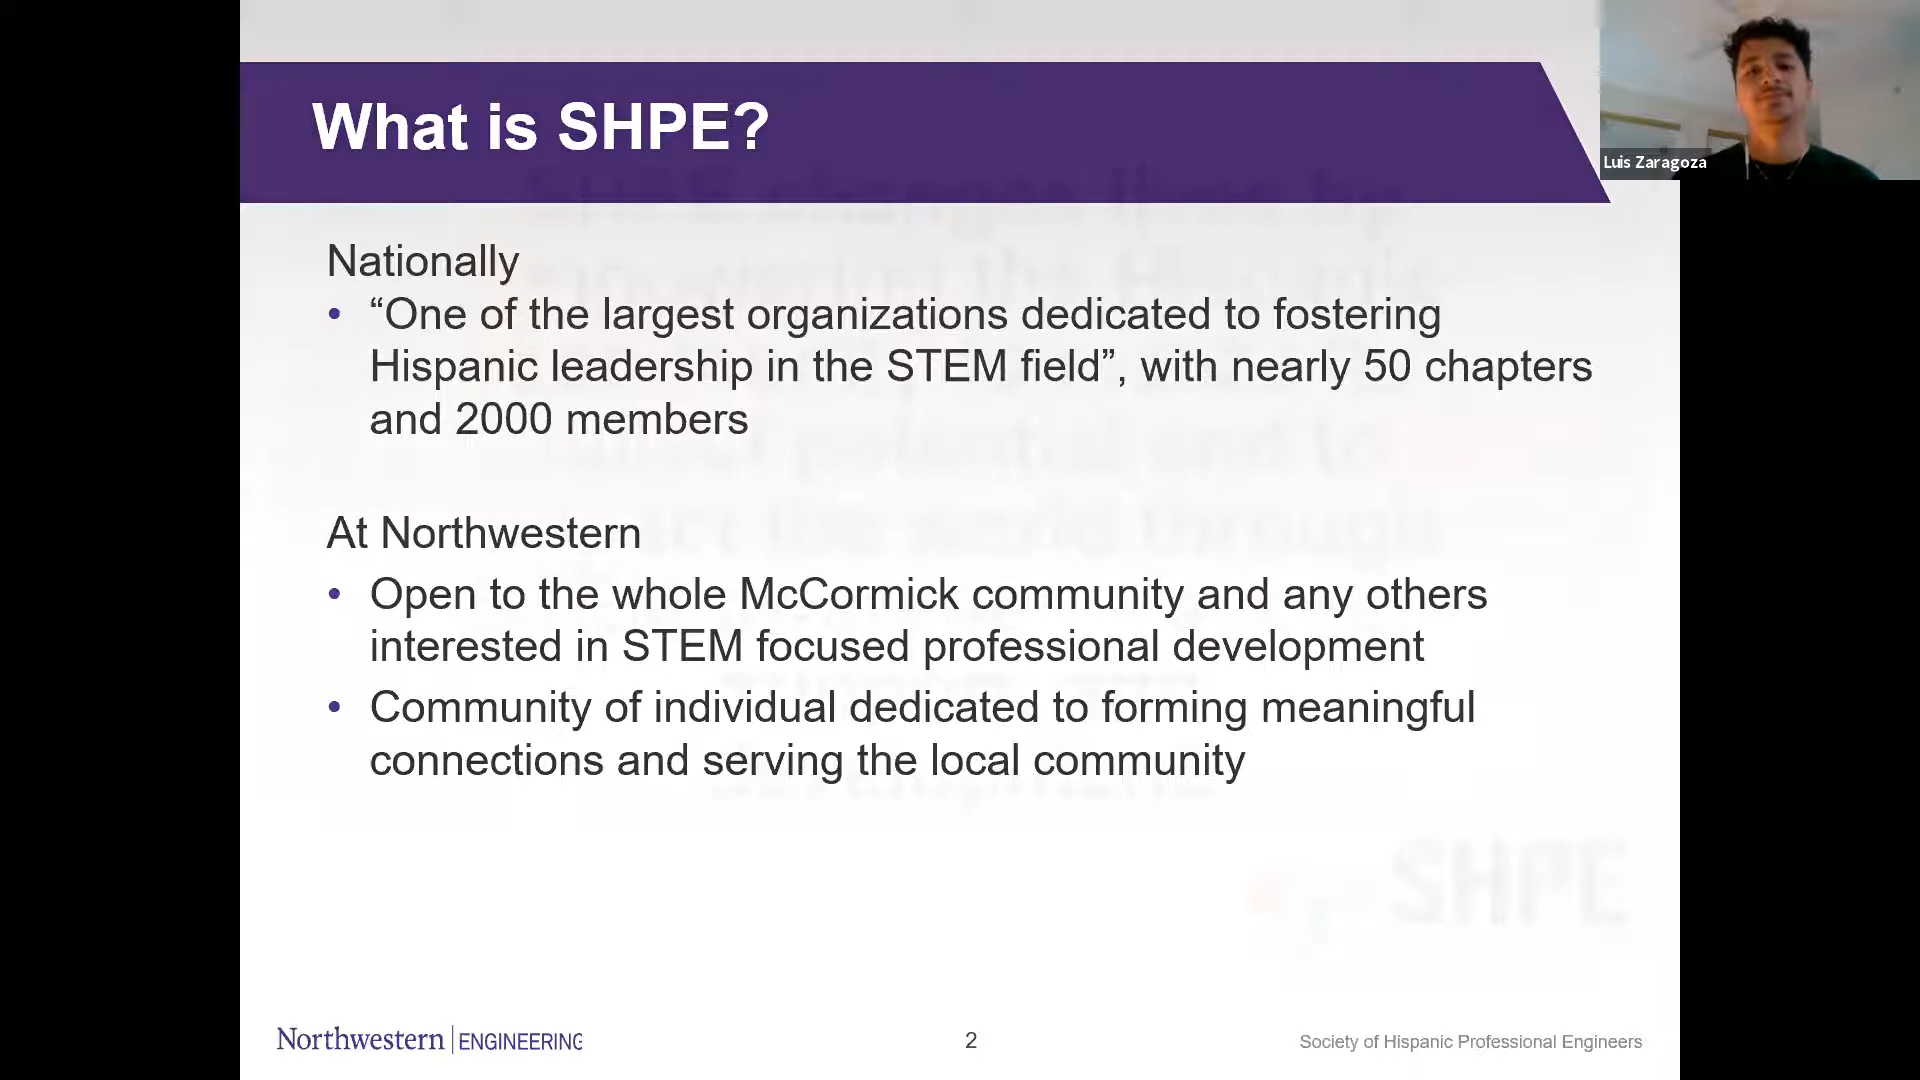 What is SHPE?
Luis Zaragoza
Nationally
• “One of the largest organizations dedicated to fostering
Hispanic leadership in the STEM field”, with nearly 50 chapters
and 2000 members
At Northwestern
• Open to the whole McCormick community and any others
interested in STEM focused professional development
• Community of individual dedicated to forming meaningful
connections and serving the local community
SHPE
Northwestern | ENGINEERING
2
Society of Hispanic Professional Engineers